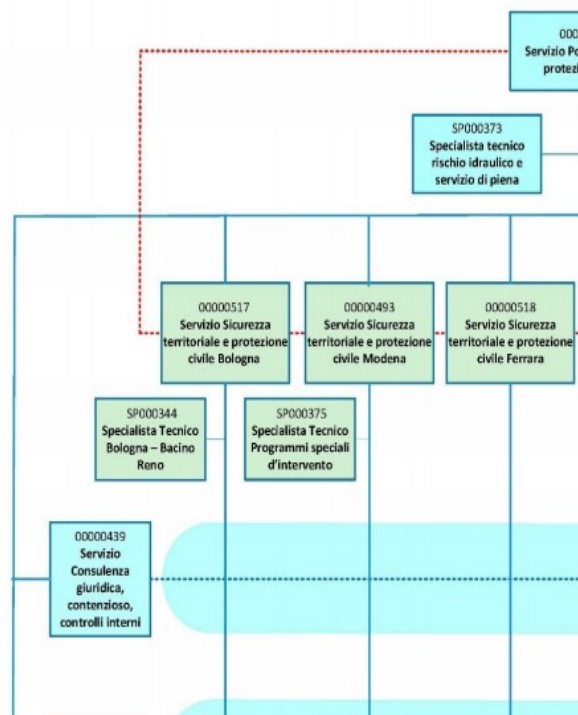 000
Servizio
protezi
SP000373
Specialista tecnico
rischio idraulico e
servizio di piena
00000517
Servizio Sicurezza
territoriale e protezione
civile Bologna
00000493
Servizio Sicurezza
territoriale e protezione
civile Modena
00000518
Servizio Sicurezza
territoriale e protezione
civile Ferrara
SP000344
Specialista Tecnico
Bologna – Bacino
Reno
SP000375
Specialista Tecnico
Programmi speciali
d'intervento
00000439
Servizio
Consulenza
giuridica,
contenzioso,
controlli interni